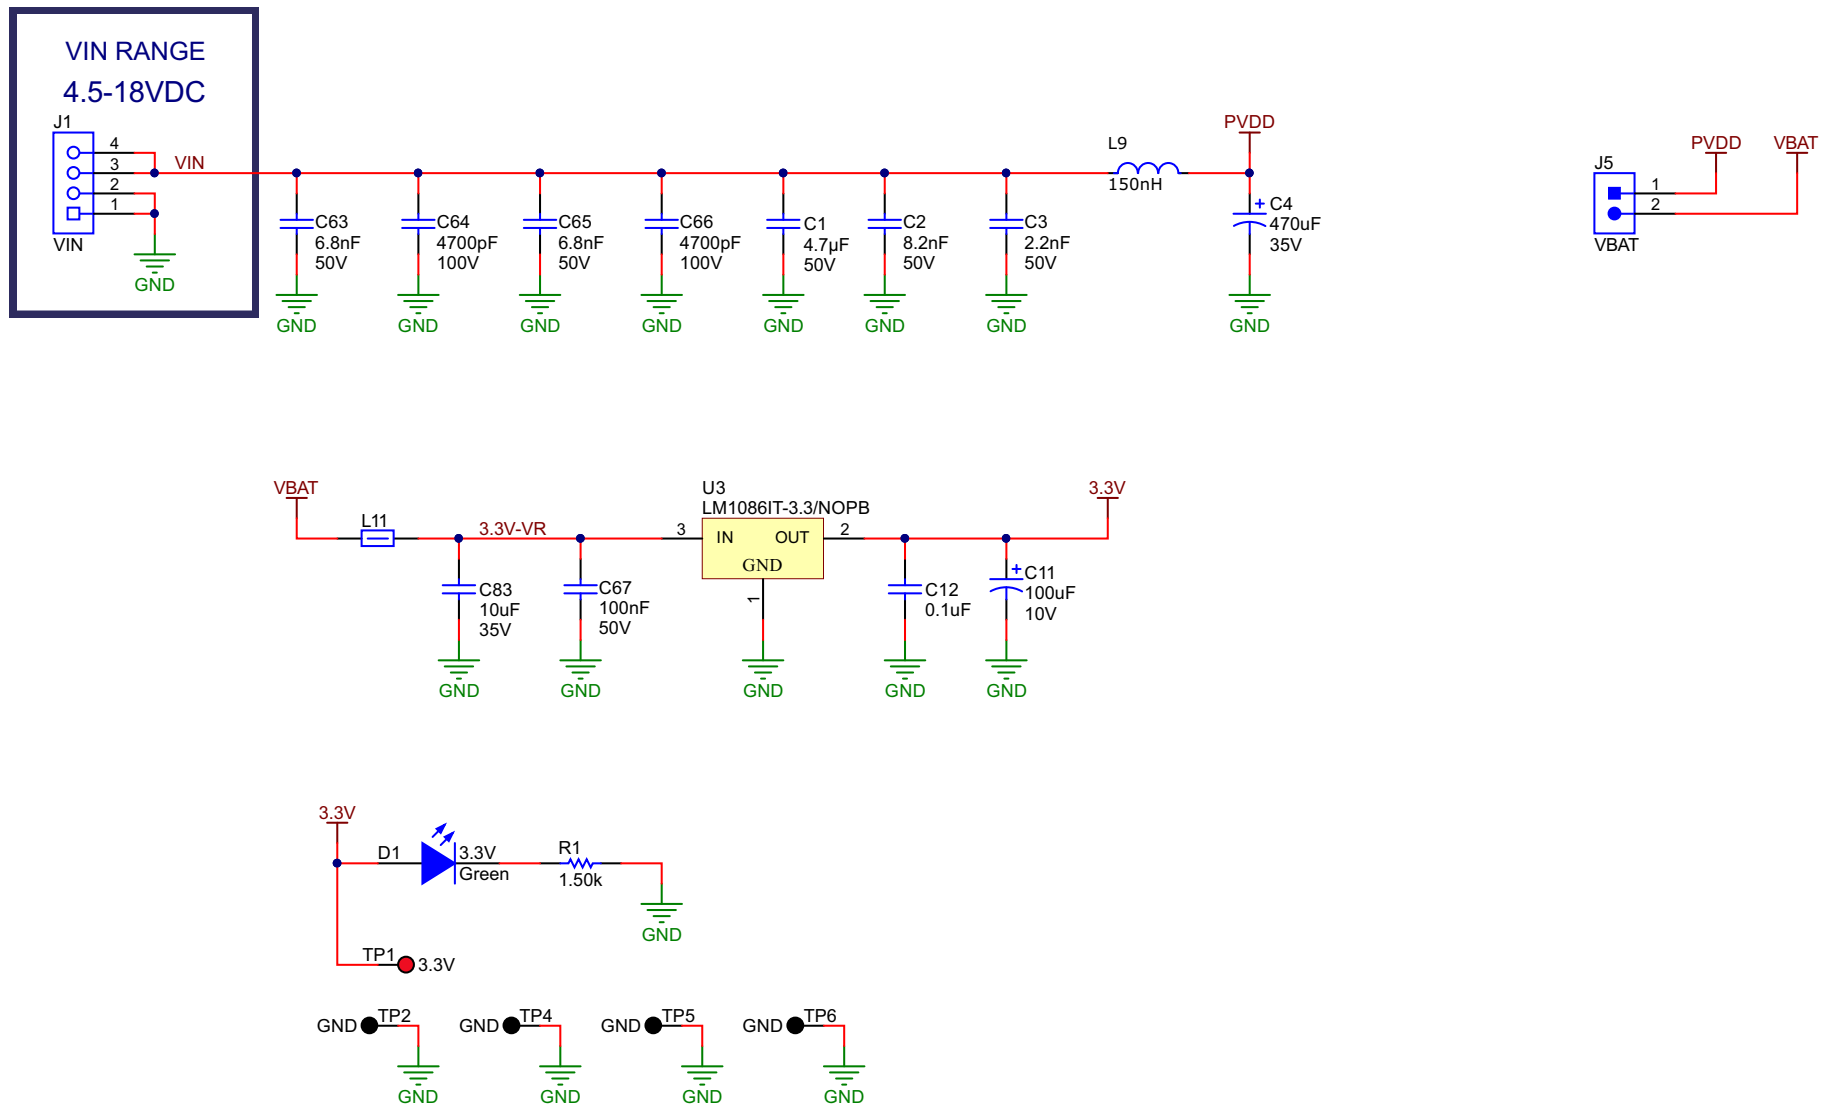 VIN RANGE
4.5-18VDC
J1
4
3
2
1
VIN
VIN
GND
C63
6.8nF
50V
GND
C64
4700pF
100V
GND
C65
6.8nF
50V
GND
C66
4700pF
100V
GND
C1
4.7µF
50V
GND
C2
8.2nF
50V
GND
C3
2.2nF
50V
GND
L9
150nH
PVDD
+ C4
470uF
35V
GND
PVDD
VBAT
J5
1
2
VBAT
VBAT
L11
3.3V-VR
C83
10uF
35V
GND
C67
100nF
50V
GND
U3
LM1086IT-3.3/NOPB
3
IN
OUT
2
GND
1
GND
C12
0.1uF
GND
3.3V
+ C11
100uF
10V
GND
3.3V
D1
3.3V
Green
R1
1.50k
GND
TP1
3.3V
GND
TP2
GND
GND
TP4
GND
GND
TP5
GND
GND
TP6
GND